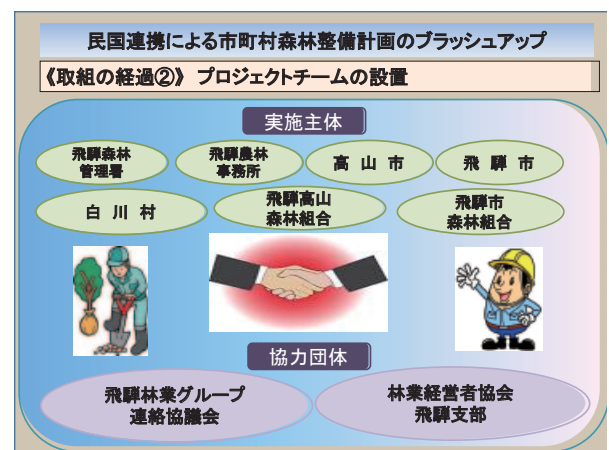 民国連携による市町村森林整備計画のブラッシュアップ
《取組の経過②》 プロジェクトチームの設置
実施主体
飛騨森林
管理署
飛騨農林
事務所
高 山 市
飛 騨 市
白 川 村
飛騨高山
森林組合
飛騨市
森林組合
協力団体
飛騨林業グループ
連絡協議会
林業経営者協会
飛騨支部